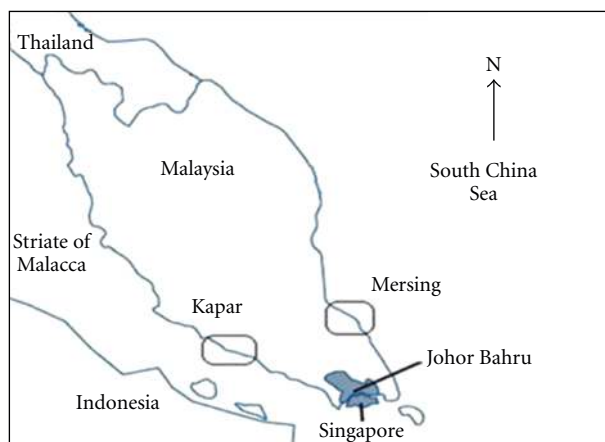 Thailand
N
Malaysia
South China
Sea
Striate of
Malacca
Mersing
Kapar
Johor Bahru
Indonesia
Singapore